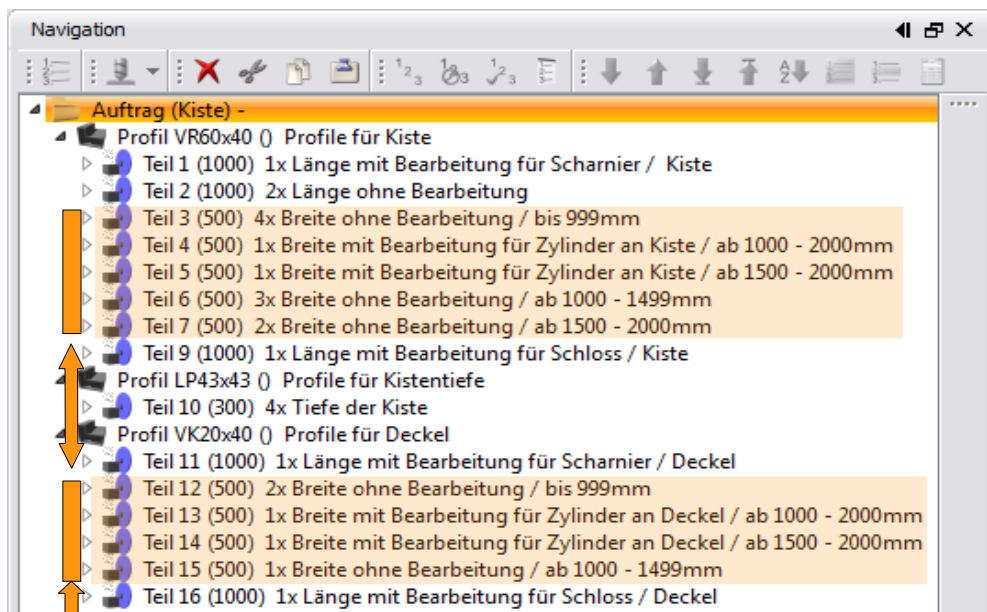 Navigation
Auftrag (Kiste) -
Profil VR60x40 () Profile für Kiste
Teil 1 (1000) 1x Länge mit Bearbeitung für Scharnier / Kiste
Teil 2 (1000) 2x Länge ohne Bearbeitung
Teil 3 (500) 4x Breite ohne Bearbeitung / bis 999mm
Teil 4 (500) 1x Breite mit Bearbeitung für Zylinder an Kiste / ab 1000 - 2000mm
Teil 5 (500) 1x Breite mit Bearbeitung für Zylinder an Kiste / ab 1500 - 2000mm
Teil 6 (500) 3x Breite ohne Bearbeitung / ab 1000 - 1499mm
Teil 7 (500) 2x Breite ohne Bearbeitung / ab 1500 - 2000mm
Teil 9 (1000) 1x Länge mit Bearbeitung für Schloss / Kiste
Profil LP43x43 () Profile für Kistentiefe
Teil 10 (300) 4x Tiefe der Kiste
Profil VK20x40 () Profile für Deckel
Teil 11 (1000) 1x Länge mit Bearbeitung für Scharnier / Deckel
Teil 12 (500) 2x Breite ohne Bearbeitung / bis 999mm
Teil 13 (500) 1x Breite mit Bearbeitung für Zylinder an Deckel / ab 1000 - 2000mm
Teil 14 (500) 1x Breite mit Bearbeitung für Zylinder an Deckel / ab 1500 - 2000mm
Teil 15 (500) 1x Breite ohne Bearbeitung / ab 1000 - 1499mm
Teil 16 (1000) 1x Länge mit Bearbeitung für Schloss / Deckel